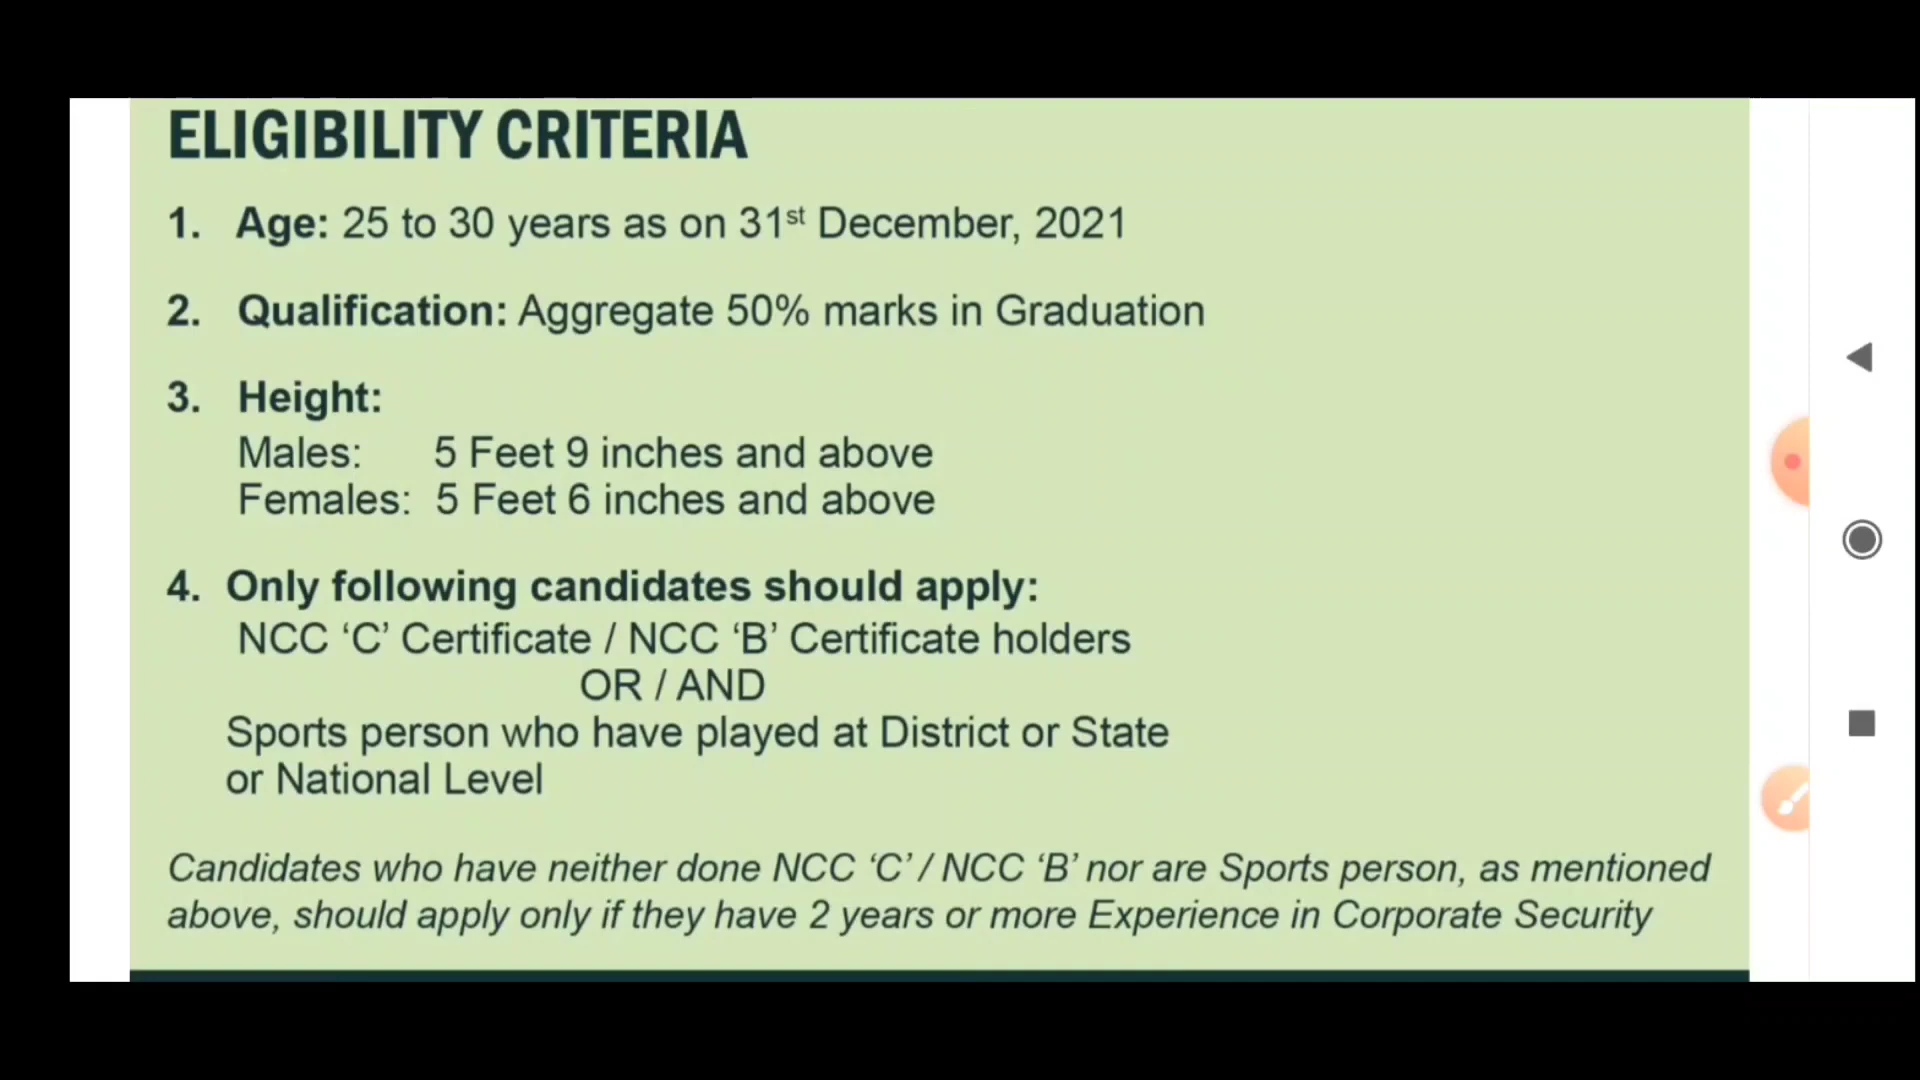 ELIGIBILITY CRITERIA
1. Age: 25 to 30 years as on 31st December, 2021
2. Qualification: Aggregate 50% marks in Graduation
3. Height:
Males: 5 Feet 9 inches and above
Females: 5 Feet 6 inches and above
4. Only following candidates should apply:
NCC ‘C’ Certificate / NCC ‘B’ Certificate holders
OR / AND
Sports person who have played at District or State
or National Level
Candidates who have neither done NCC ‘C’ / NCC ‘B’ nor are Sports person, as mentioned
above, should apply only if they have 2 years or more Experience in Corporate Security